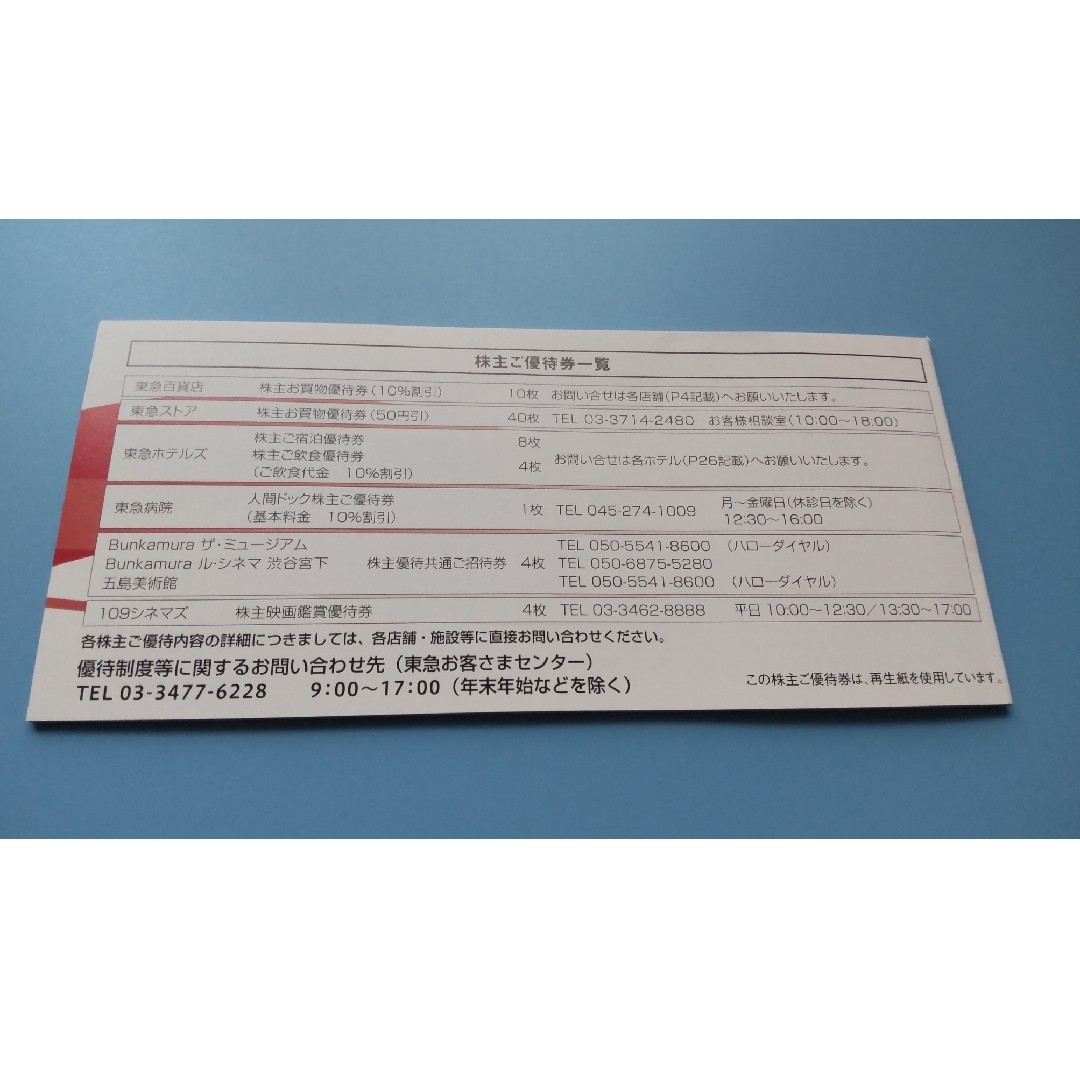 株主ご優待券一覧
東急百貨店 株主お買物優待券(10%割引) 10枚 お問い合せは各店舗(P4記載)へお願いいたします。
東急ストア 株主お買物優待券(50円引) 40枚 TEL 03-3714-2480 お客様相談室(10:00～18:00)
東急ホテルズ 株主ご宿泊優待券 8枚
株主ご飲食優待券 4枚 お問い合せは各ホテル(P26記載)へお願いいたします。
(ご飲食代金 10%割引)
東急病院 人間ドック株主ご優待券 1枚 TEL 045-274-1009 月～金曜日(休診日を除く)
(基本料金 10%割引) 12:30～16:00
Bunkamura ザ・ミュージアム TEL 050-5541-8600 (ハローダイヤル)
Bunkamura ル・シネマ 渋谷宮下 株主優待共通ご招待券 4枚 TEL 050-6875-5280
五島美術館 TEL 050-5541-8600 (ハローダイヤル)
109シネマズ 株主映画鑑賞優待券 4枚 TEL 03-3462-8888 平日 10:00～12:30/13:30～17:00
各株主ご優待内容の詳細につきましては、各店舗・施設等に直接お問い合わせください。
優待制度等に関するお問い合わせ先(東急お客さまセンター)
TEL 03-3477-6228 9:00～17:00(年末年始などを除く)
この株主ご優待券は、再生紙を使用しています。